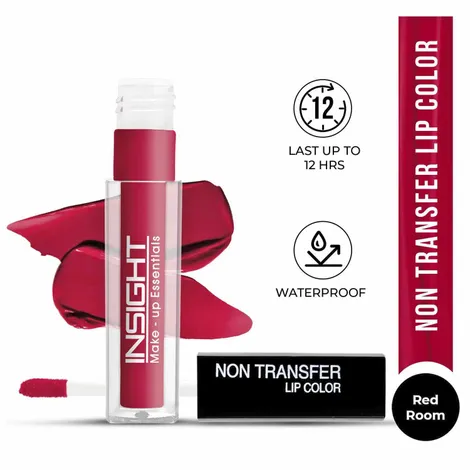 INSIGHT
Make - up Essentials
12
LAST UP TO
12 HRS
WATERPROOF
NON TRANSFER
LIP COLOR
NON TRANSFER LIP COLOR
Red
Room